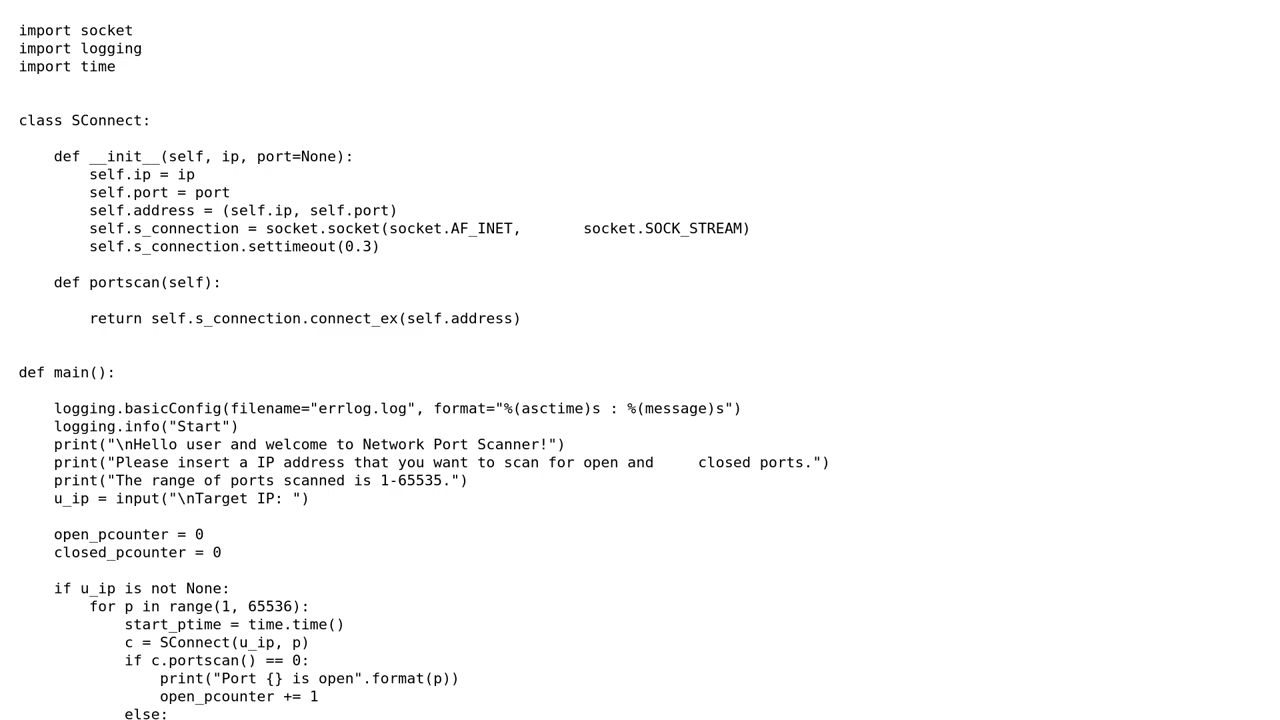 import socket
import logging
import time


class SConnect:

    def __init__(self, ip, port=None):
        self.ip = ip
        self.port = port
        self.address = (self.ip, self.port)
        self.s_connection = socket.socket(socket.AF_INET,       socket.SOCK_STREAM)
        self.s_connection.settimeout(0.3)

    def portscan(self):

        return self.s_connection.connect_ex(self.address)


def main():

    logging.basicConfig(filename="errlog.log", format="%(asctime)s : %(message)s")
    logging.info("Start")
    print("\nHello user and welcome to Network Port Scanner!")
    print("Please insert a IP address that you want to scan for open and     closed ports.")
    print("The range of ports scanned is 1-65535.")
    u_ip = input("\nTarget IP: ")

    open_pcounter = 0
    closed_pcounter = 0

    if u_ip is not None:
        for p in range(1, 65536):
            start_ptime = time.time()
            c = SConnect(u_ip, p)
            if c.portscan() == 0:
                print("Port {} is open".format(p))
                open_pcounter += 1
            else: